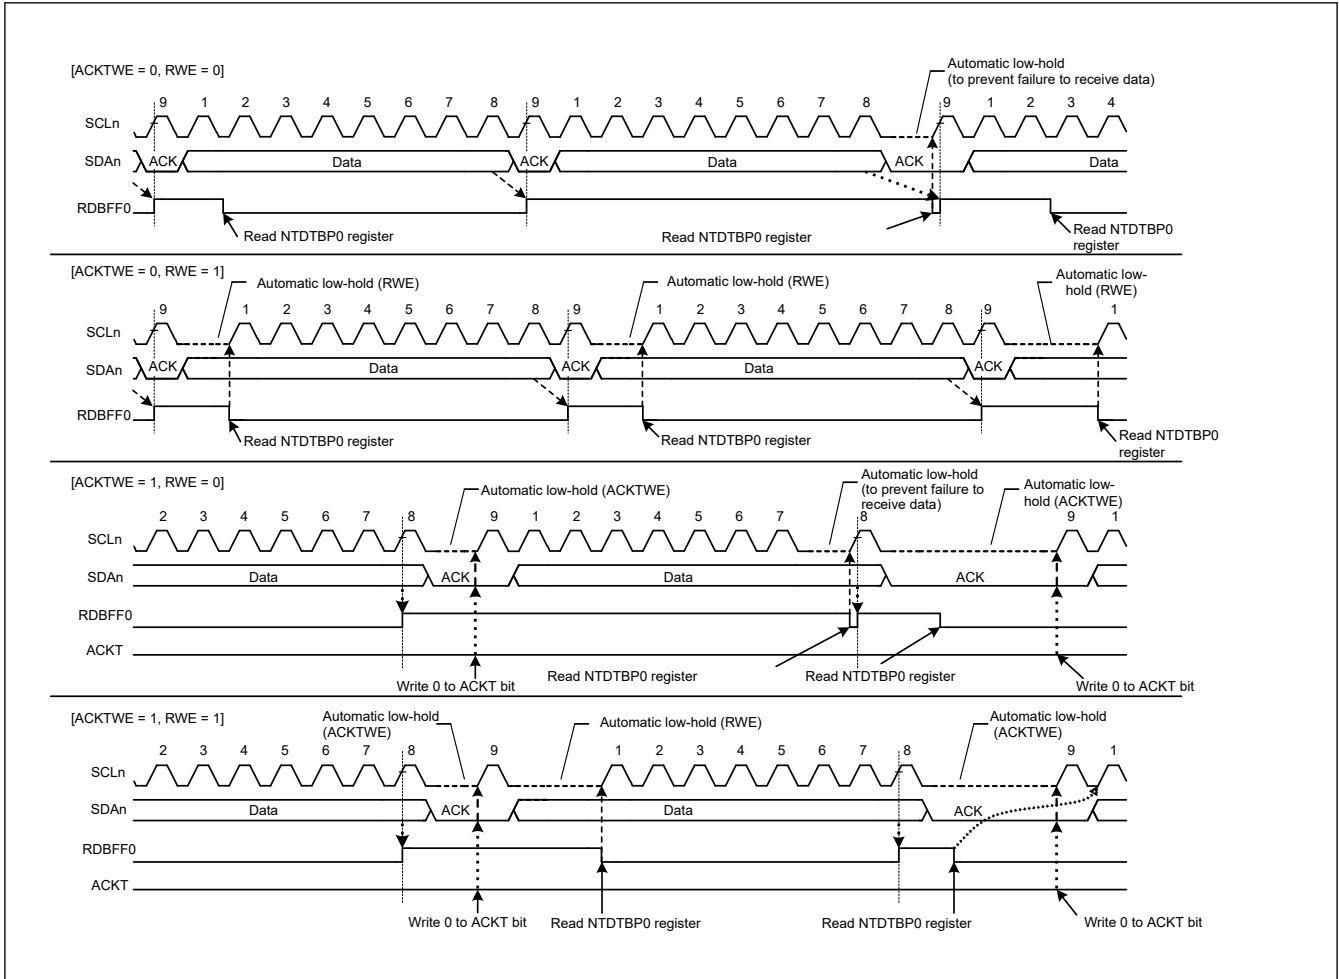 [ACKTWE = 0, RWE = 0]
Automatic low-hold
(to prevent failure to receive data)
9 1 2 3 4 5 6 7 8 9 1 2 3 4 5 6 7 8 9 1 2 3 4
SCLn
SDAn ACK Data ACK Data ACK Data
RDBFF0
Read NTDTBP0 register
Read NTDTBP0 register
Read NTDTBP0
register
[ACKTWE = 0, RWE = 1]
Automatic low-hold (RWE)
Automatic low-hold (RWE)
Automatic low-
hold (RWE)
9 1 2 3 4 5 6 7 8 9 1 2 3 4 5 6 7 8 9 1
SCLn
SDAn ACK Data ACK Data ACK
RDBFF0
Read NTDTBP0 register
Read NTDTBP0 register
Read NTDTBP0
register
[ACKTWE = 1, RWE = 0]
Automatic low-hold (ACKTWE)
Automatic low-hold
(to prevent failure to
receive data)
Automatic low-
hold (ACKTWE)
2 3 4 5 6 7 8 9 1 2 3 4 5 6 7 8 9 1
SCLn
SDAn Data ACK Data ACK
RDBFF0
ACKT
Write 0 to ACKT bit
Read NTDTBP0 register
Read NTDTBP0 register
Write 0 to ACKT bit
[ACKTWE = 1, RWE = 1]
Automatic low-hold
(ACKTWE)
Automatic low-hold (RWE)
Automatic low-hold
(ACKTWE)
2 3 4 5 6 7 8 9 1 2 3 4 5 6 7 8 9 1
SCLn
SDAn Data ACK Data ACK
RDBFF0
ACKT
Write 0 to ACKT bit
Read NTDTBP0 register
Read NTDTBP0 register
Write 0 to ACKT bit